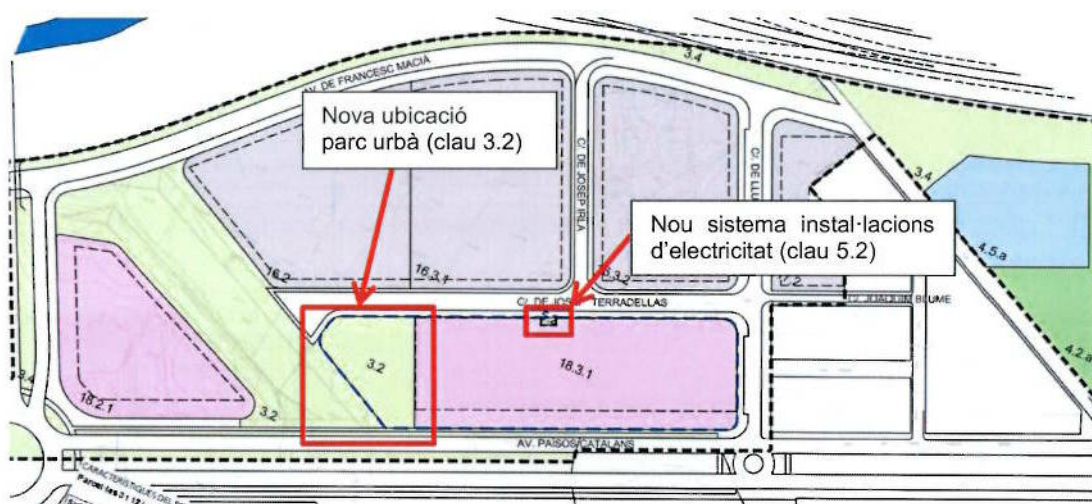 3.4
AV. DE FRANCESC MACIÀ
Nova ubicació
parc urbà (clau 3.2)
C/. DE JOSEP IRLA
C/. DE LLU
3.4
Nou sistema instal·lacions
d'electricitat (clau 5.2)
4.5.a
16.2
16.3.1
C/. DE JOS
TERRADELLAS
C/. JOAQUIM BLUME
3.2
18.3.1
4.2.a
3.4
18.2.1
3.2
AV. PAÏSOS CATALANS
CARACTERÍSTIQUES DEL